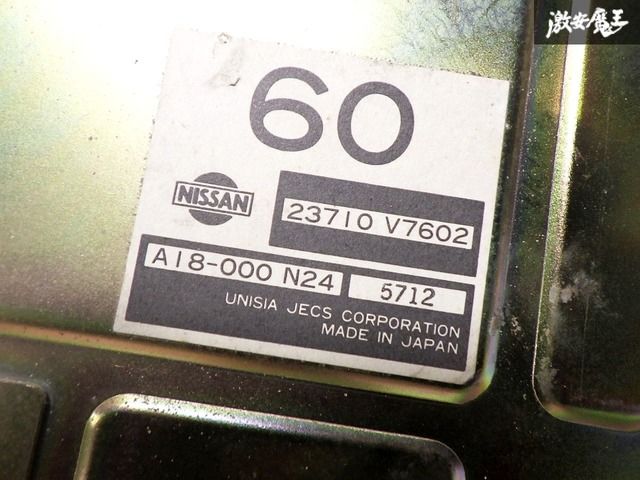 激安魔王
60
NISSAN
23710 V7602
A18-000 N24
5712
UNISIA JECS CORPORATION
MADE IN JAPAN